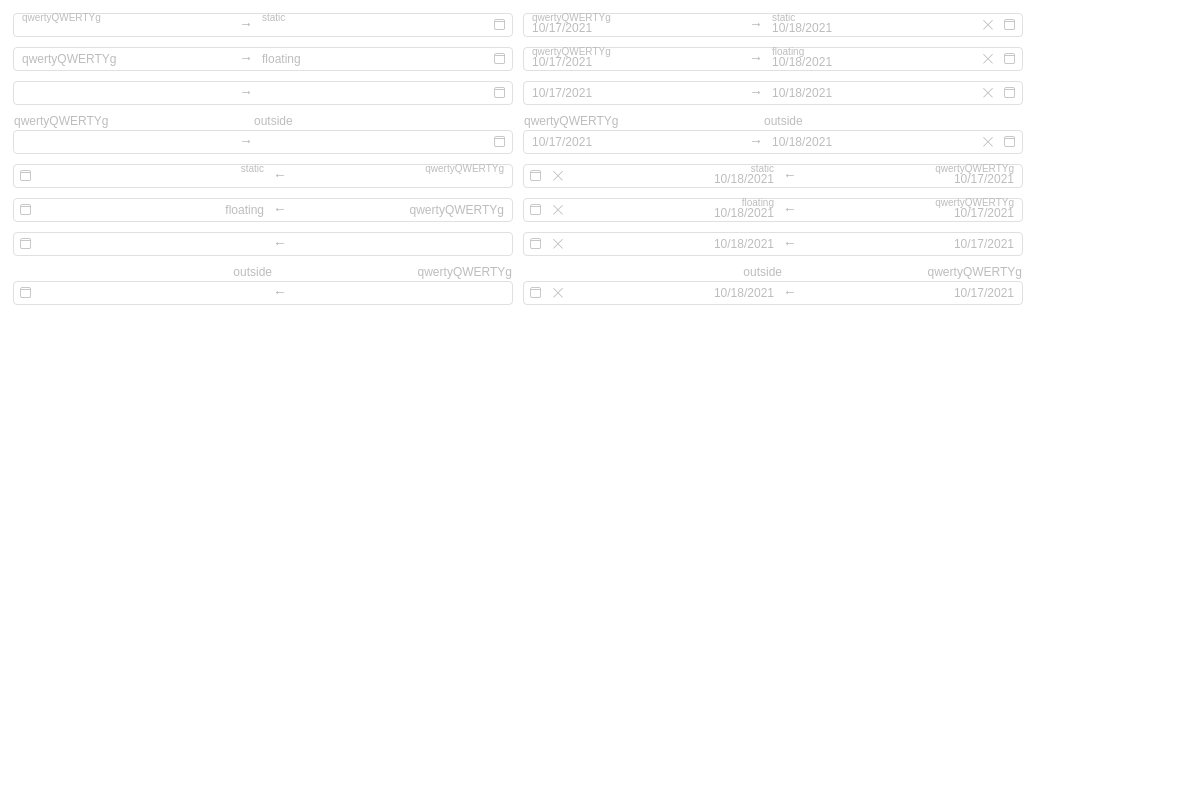 qwertyQWERTYg → static
qwertyQWERTYg → static
10/17/2021 10/18/2021
qwertyQWERTYg → floating
qwertyQWERTYg → floating
10/17/2021 10/18/2021
→
10/17/2021 → 10/18/2021
qwertyQWERTYg outside
→
qwertyQWERTYg outside
10/17/2021 → 10/18/2021
static ← qwertyQWERTYg
static ← qwertyQWERTYg
10/18/2021 10/17/2021
floating ← qwertyQWERTYg
floating ← qwertyQWERTYg
10/18/2021 10/17/2021
←
10/18/2021 ← 10/17/2021
outside qwertyQWERTYg
←
outside qwertyQWERTYg
10/18/2021 ← 10/17/2021